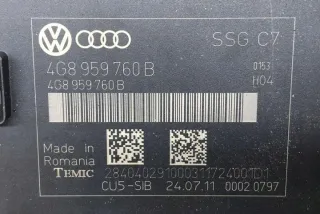 SSG C7
4G8 959 760 B
0153
4G8 959 760 B
H04
Made in
Romania
TEMIC
28404029100031172400101
CU5-SIB 24.07.11 0002 0797